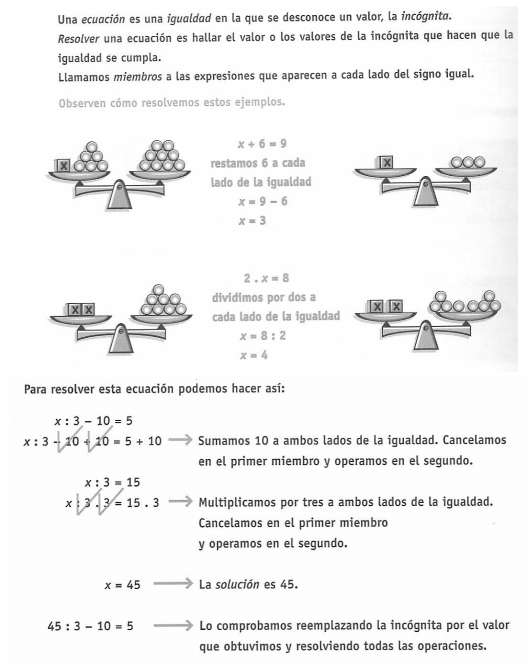 Una ecuación es una igualdad en la que se desconoce un valor, la incógnita.
Resolver una ecuación es hallar el valor o los valores de la incógnita que hacen que la
igualdad se cumpla.
Llamamos miembros a las expresiones que aparecen a cada lado del signo igual.
Observen cómo resolvemos estos ejemplos.
x
x + 6 = 9
restamos 6 a cada
lado de la igualdad
x = 9 - 6
x = 3
x
x x
2 . x = 8
dividimos por dos a
cada lado de la igualdad
x = 8 : 2
x = 4
x x
Para resolver esta ecuación podemos hacer así:
x : 3 - 10 = 5
x : 3 - 10 + 10 = 5 + 10 → Sumamos 10 a ambos lados de la igualdad. Cancelamos
en el primer miembro y operamos en el segundo.
x : 3 = 15
x : 3 . 3 = 15 . 3 → Multiplicamos por tres a ambos lados de la igualdad.
Cancelamos en el primer miembro
y operamos en el segundo.
x = 45 → La solución es 45.
45 : 3 - 10 = 5 → Lo comprobamos reemplazando la incógnita por el valor
que obtuvimos y resolviendo todas las operaciones.